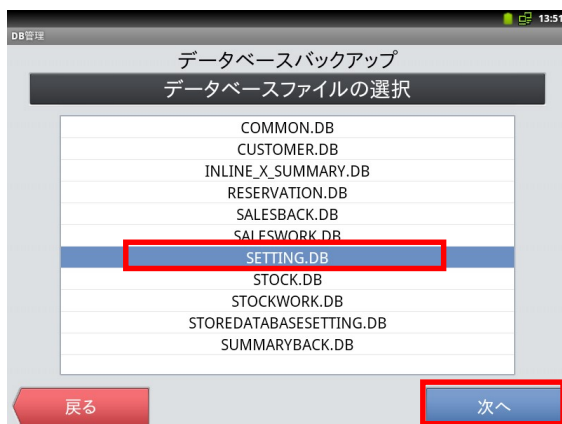 13:51
DB管理
データベースバックアップ
データベースファイルの選択
COMMON.DB
CUSTOMER.DB
INLINE_X_SUMMARY.DB
RESERVATION.DB
SALESBACK.DB
SALESWORK.DB
SETTING.DB
STOCK.DB
STOCKWORK.DB
STOREDATABASESETTING.DB
SUMMARYBACK.DB
戻る
次へ